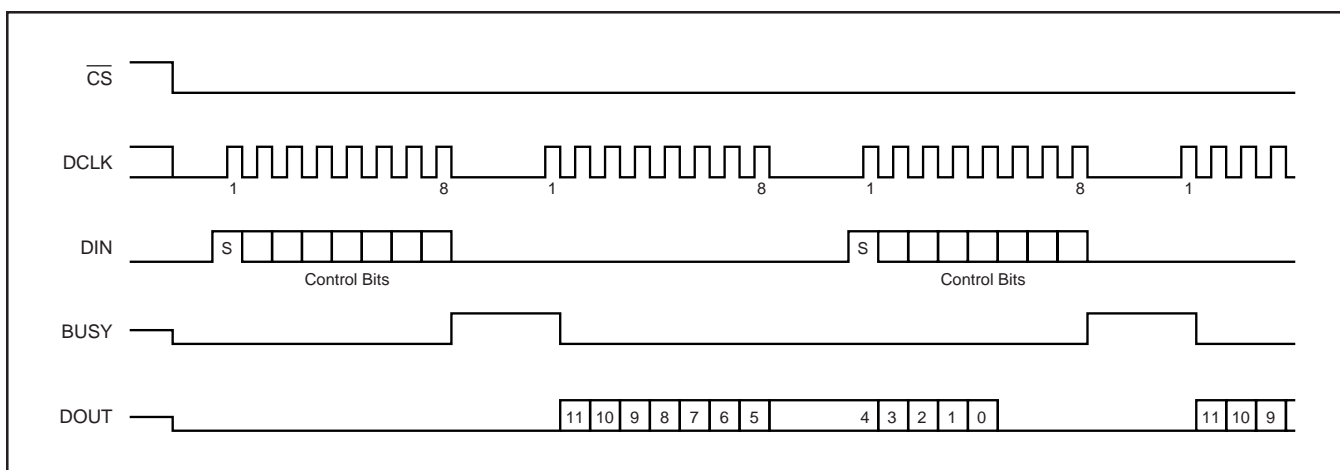 CS
DCLK
1 8 1 8 1 8 1
DIN
S S
Control Bits Control Bits
BUSY
DOUT
11 10 9 8 7 6 5 4 3 2 1 0 11 10 9